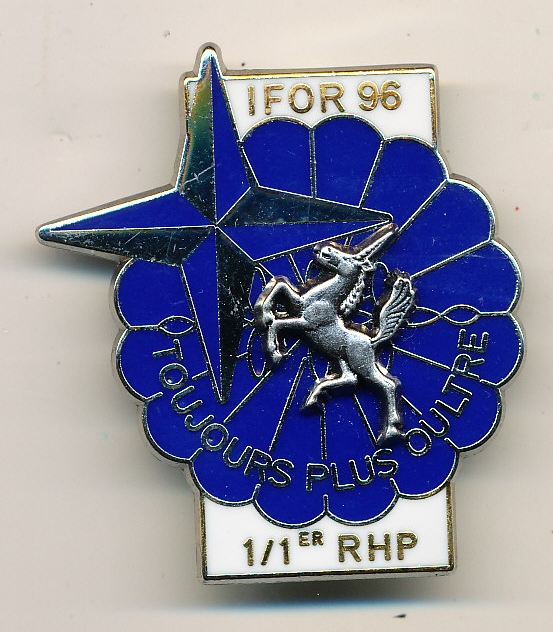 IFOR 96
TOUJOURS PLUS OULTRE
1/1ER RHP